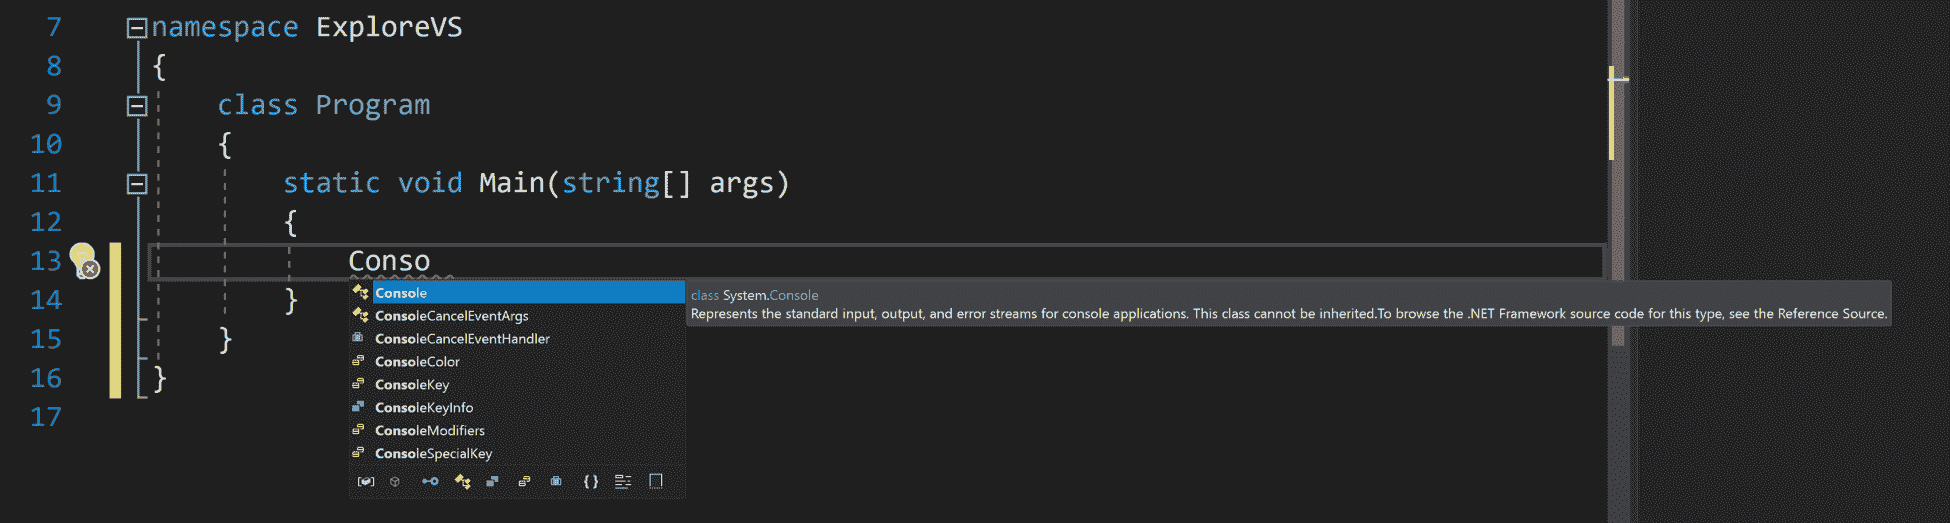 7 namespace ExploreVS
8 {
9 class Program
10 {
11 static void Main(string[] args)
12 {
13 Conso
14 }
15 }
16 }
17
Console
ConsoleCancelEventArgs
ConsoleCancelEventHandler
ConsoleColor
ConsoleKey
ConsoleKeyInfo
ConsoleModifiers
ConsoleSpecialKey
class System.Console
Represents the standard input, output, and error streams for console applications. This class cannot be inherited.To browse the .NET Framework source code for this type, see the Reference Source.